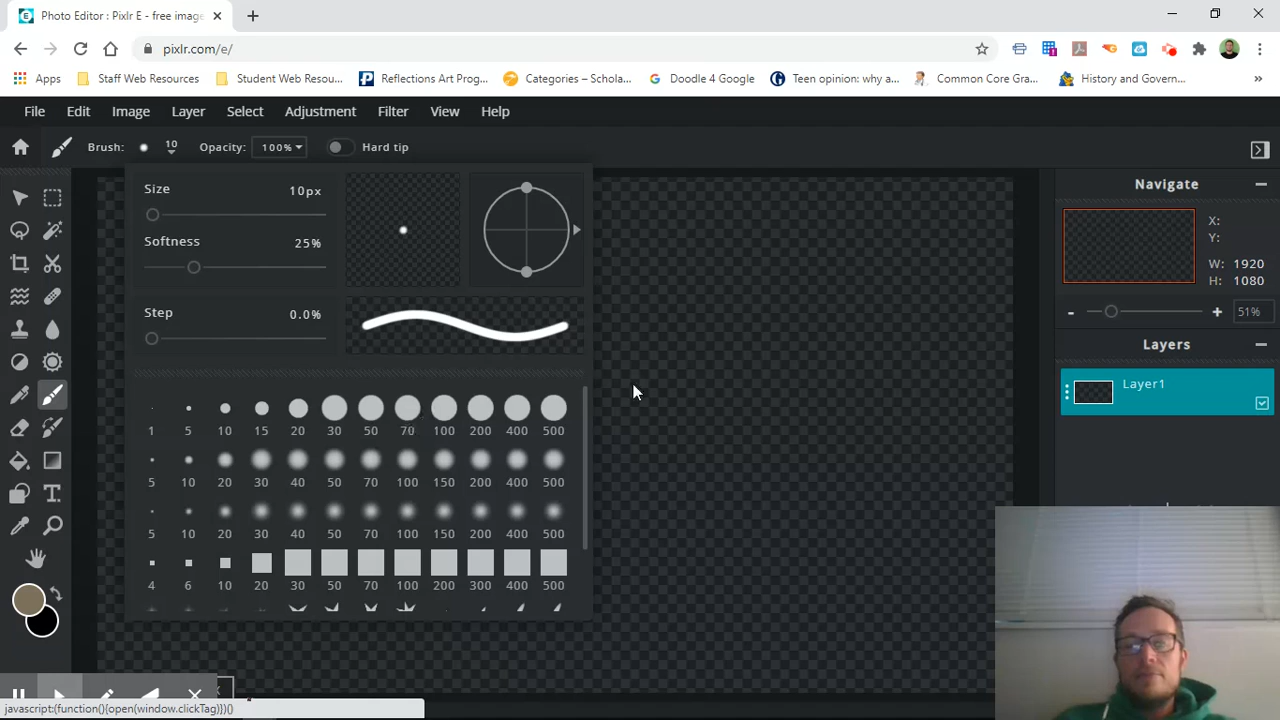 Photo Editor : Pixlr E - free image
pixlr.com/e/
Apps Staff Web Resources Student Web Resou... Reflections Art Prog... Categories – Schola... Doodle 4 Google Teen opinion: why a... Common Core Gra... History and Govern... »
File Edit Image Layer Select Adjustment Filter View Help
Brush: 10 Opacity: 100% Hard tip
Navigate
Size 10px
X:
Y:
Softness 25%
W: 1920
H: 1080
Step 0.0%
- + 51%
Layers
Layer1
1 5 10 15 20 30 50 70 100 200 400 500
5 10 20 30 40 50 70 100 150 200 400 500
5 10 20 30 40 50 70 100 150 200 400 500
4 6 10 20 30 50 70 100 200 300 400 500
javascript:(function(){open(window.clickTag)})()